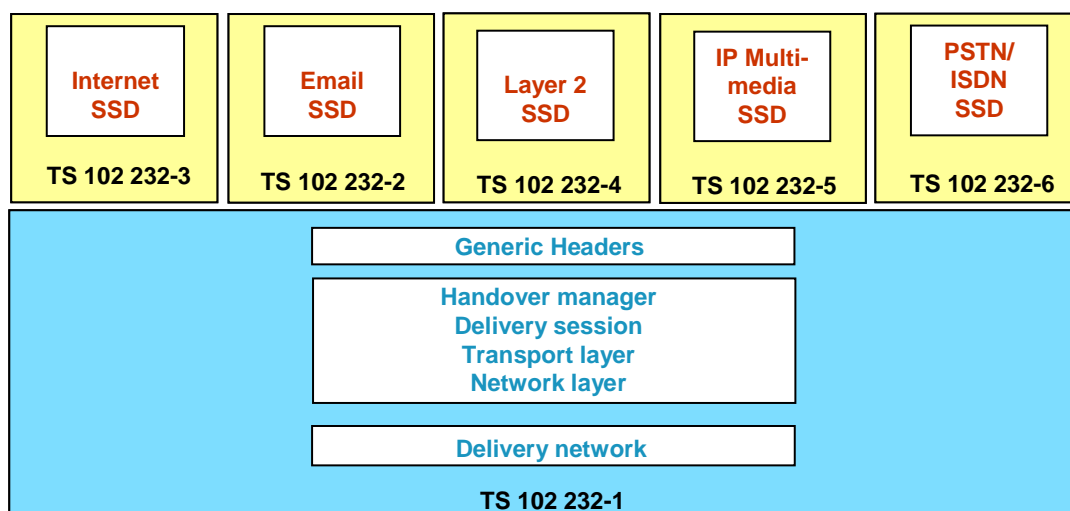 Internet
SSD
TS 102 232-3
Email
SSD
TS 102 232-2
Layer 2
SSD
TS 102 232-4
IP Multi-
media
SSD
TS 102 232-5
PSTN/
ISDN
SSD
TS 102 232-6
Generic Headers
Handover manager
Delivery session
Transport layer
Network layer
Delivery network
TS 102 232-1